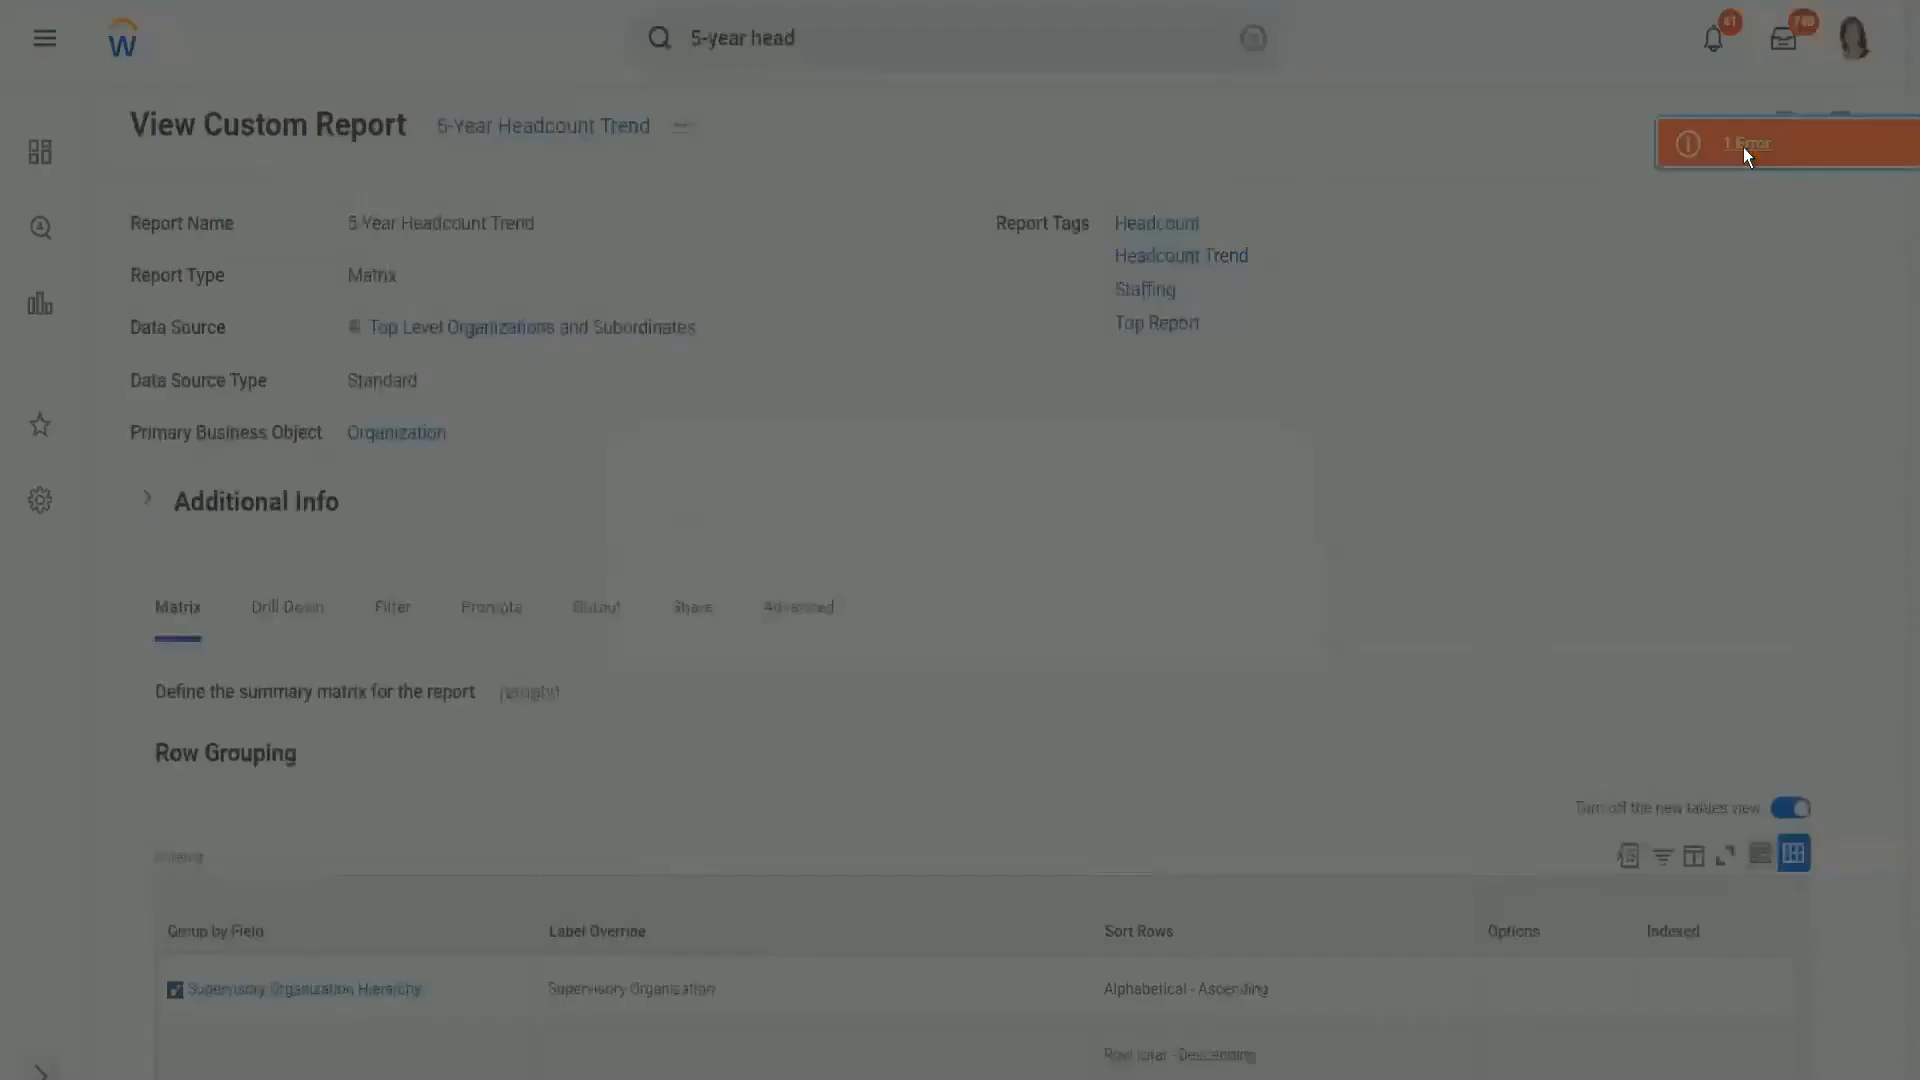 W
5-year head
41
740
View Custom Report
5-Year Headcount Trend
1 Error
Report Name
5-Year Headcount Trend
Report Tags
Headcount
Headcount Trend
Staffing
Top Report
Report Type
Matrix
Data Source
Top Level Organizations and Subordinates
Data Source Type
Standard
Primary Business Object
Organization
Additional Info
Matrix
Drill Down
Filter
Prompts
Output
Share
Advanced
Define the summary matrix for the report
Row Grouping
Turn off the new tables view
Group by Field
Label Override
Sort Rows
Options
Indexed
Supervisory Organization Hierarchy
Supervisory Organization
Alphabetical - Ascending
Row total - Descending